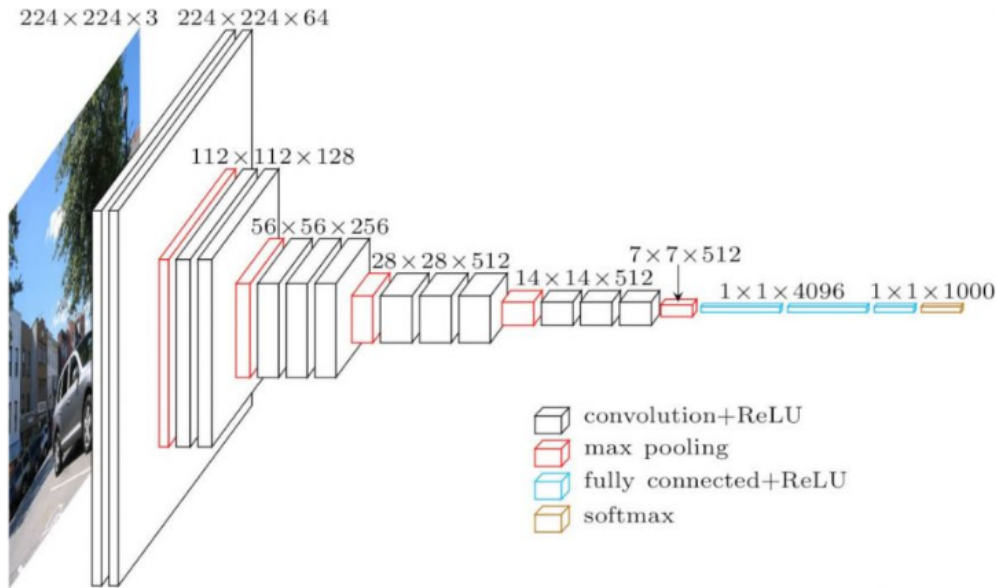 224×224×3
224×224×64
112×112×128
56×56×256
28×28×512
14×14×512
7×7×512
1×1×4096
1×1×1000
convolution+ReLU
max pooling
fully connected+ReLU
softmax